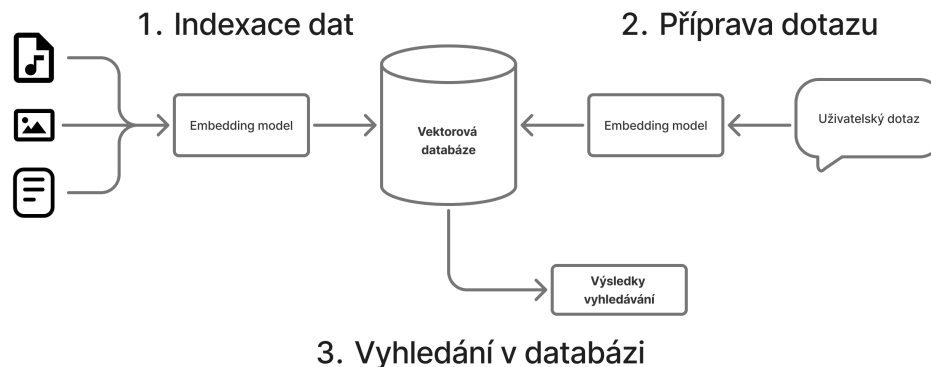 1. Indexace dat
2. Příprava dotazu
Embedding model
Vektorová
databáze
Embedding model
Uživatelský dotaz
Výsledky
vyhledávání
3. Vyhledání v databázi